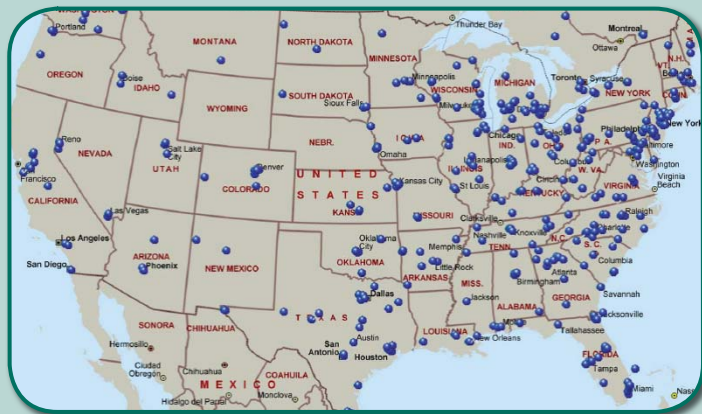 WASHINGTON
Portland
MONTANA
NORTH DAKOTA
Thunder Bay
Montreal
Ottawa
MINNESOTA
OREGON
Boise
IDAHO
SOUTH DAKOTA
Minneapolis
WISCONSIN
MICHIGAN
Toronto
Syracuse
VT.
N.H.
NEW YORK
CONN.
WYOMING
Sioux Falls
Milwaukee
Reno
NEVADA
Salt Lake
City
UTAH
NEBR.
Omaha
Chicago
IND.
Toledo
P A.
Philadelphia
New York
Baltimore
Washington
Francisco
CALIFORNIA
Denver
COLORADO
UNITED
STATES
Kansas City
ILLINOIS
Indianapolis
St Louis
Columbus
W. VA.
VIRGINIA
Virginia
Beach
Las Vegas
Los Angeles
San Diego
ARIZONA
Phoenix
NEW MEXICO
MISSOURI
Clarksville
KENTUCKY
Nashville
Knoxville
Raleigh
Charlotte
N.C.
S. C.
Columbia
Oklahoma
City
OKLAHOMA
ARKANSAS
Memphis
Little Rock
TENN.
MISS.
Birmingham
ALABAMA
Atlanta
GEORGIA
Savannah
Dallas
TEXAS
Jackson
SONORA
CHIHUAHUA
Austin
San
Antonio
Houston
LOUISIANA
New Orleans
Tallahassee
Jacksonville
FLORIDA
Tampa
Miami
Hermosillo
Ciudad
Obregón
Chihuahua
COAHUILA
MEXICO
Hidalgo del Parral
Monclova